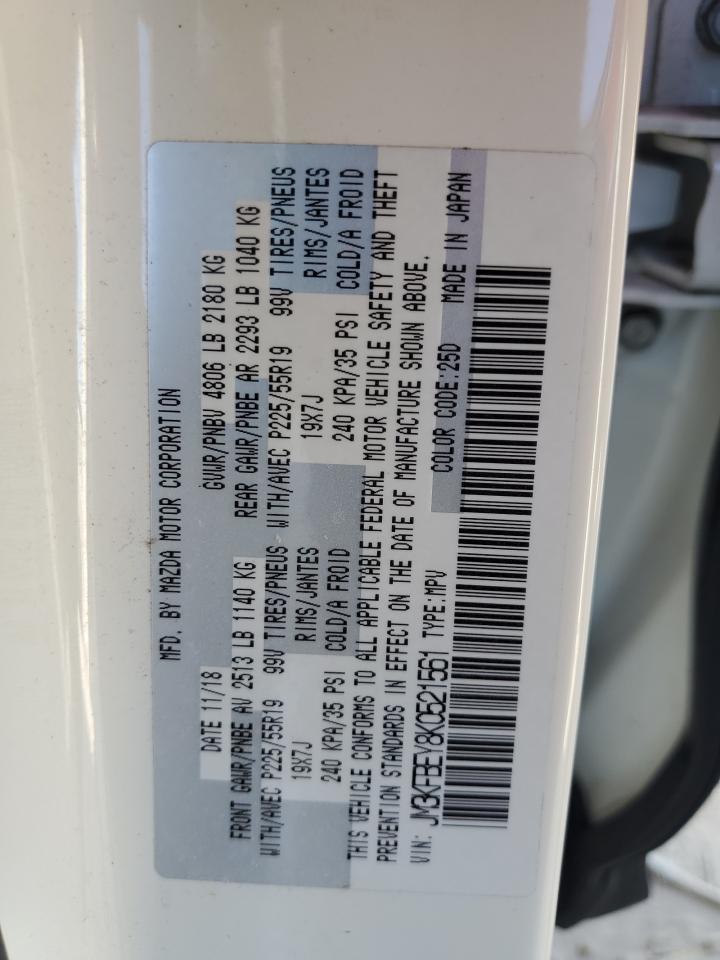 MFD. BY MAZDA MOTOR CORPORATION
DATE 11/18 GVWR/PNBV 4806 LB 2180 KG
FRONT GAWR/PNBE AV 2513 LB 1140 KG REAR GAWR/PNBE AR 2293 LB 1040 KG
WITH/AVEC P225/55R19 99V TIRES/PNEUS WITH/AVEC P225/55R19 99V TIRES/PNEUS
19X7J RIMS/JANTES 19X7J RIMS/JANTES
240 KPA/35 PSI COLD/A FROID 240 KPA/35 PSI COLD/A FROID
THIS VEHICLE CONFORMS TO ALL APPLICABLE FEDERAL MOTOR VEHICLE SAFETY AND THEFT
PREVENTION STANDARDS IN EFFECT ON THE DATE OF MANUFACTURE SHOWN ABOVE.
VIN: JM3KFBEY8K0521561 TYPE:MPV COLOR CODE:25D MADE IN JAPAN